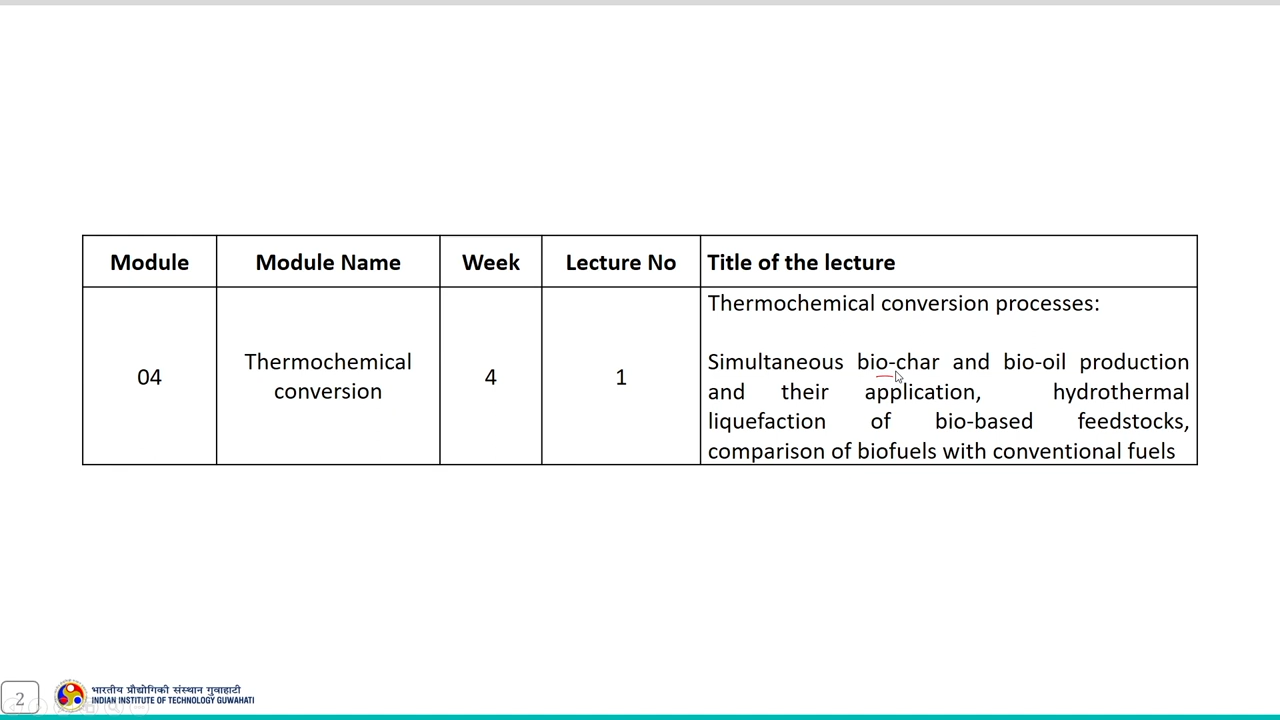 Module Module Name Week Lecture No Title of the lecture
Thermochemical conversion processes:
04 Thermochemical conversion 4 1
Simultaneous bio-char and bio-oil production
and their application, hydrothermal
liquefaction of bio-based feedstocks,
comparison of biofuels with conventional fuels
2
भारतीय प्रौद्योगिकी संस्थान गुवाहाटी
INDIAN INSTITUTE OF TECHNOLOGY GUWAHATI